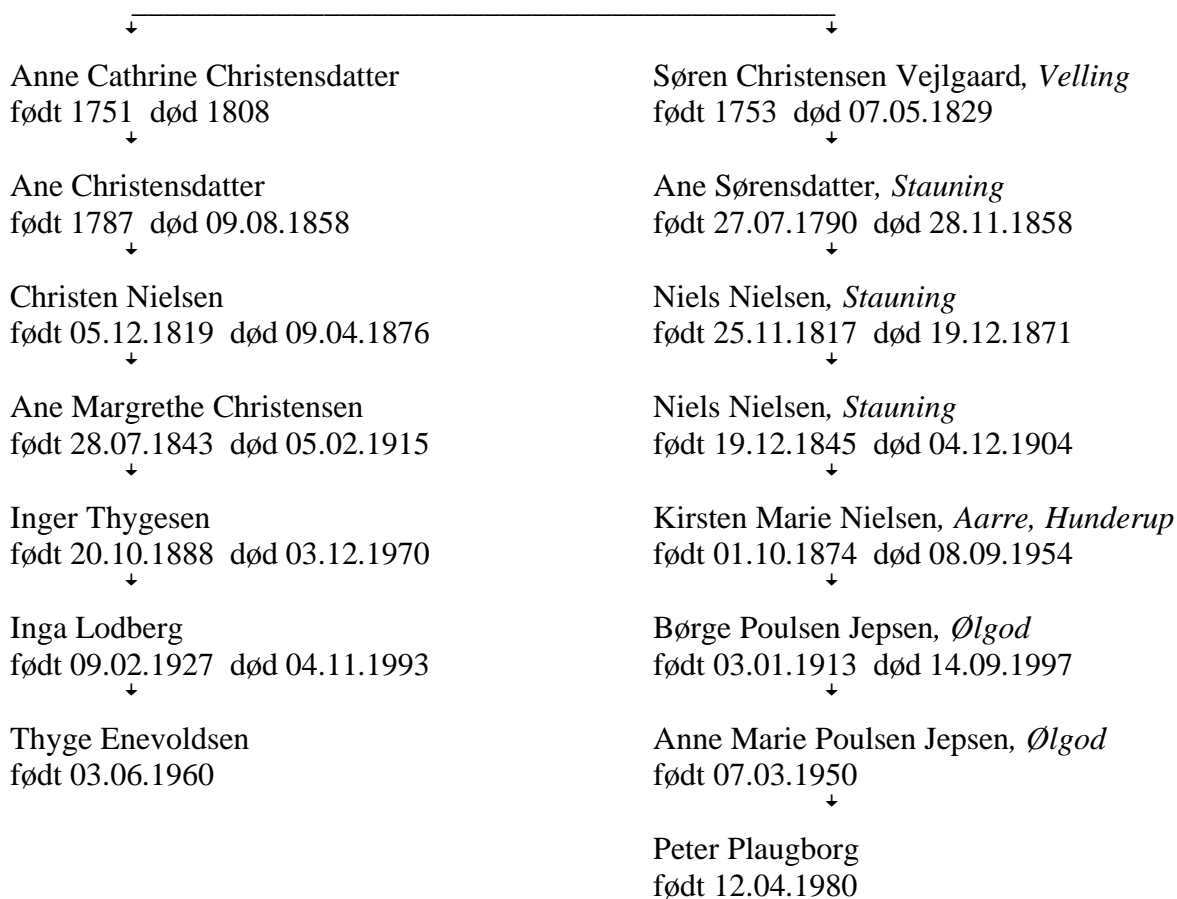 Anne Cathrine Christensdatter
født 1751 død 1808
Ane Christensdatter
født 1787 død 09.08.1858
Christen Nielsen
født 05.12.1819 død 09.04.1876
Ane Margrethe Christensen
født 28.07.1843 død 05.02.1915
Inger Thygesen
født 20.10.1888 død 03.12.1970
Inga Lodberg
født 09.02.1927 død 04.11.1993
Thyge Enevoldsen
født 03.06.1960
Søren Christensen Vejlgaard, Velling
født 1753 død 07.05.1829
Ane Sørensdatter, Stauning
født 27.07.1790 død 28.11.1858
Niels Nielsen, Stauning
født 25.11.1817 død 19.12.1871
Niels Nielsen, Stauning
født 19.12.1845 død 04.12.1904
Kirsten Marie Nielsen, Aarre, Hunderup
født 01.10.1874 død 08.09.1954
Børge Poulsen Jepsen, Ølgod
født 03.01.1913 død 14.09.1997
Anne Marie Poulsen Jepsen, Ølgod
født 07.03.1950
Peter Plaugborg
født 12.04.1980